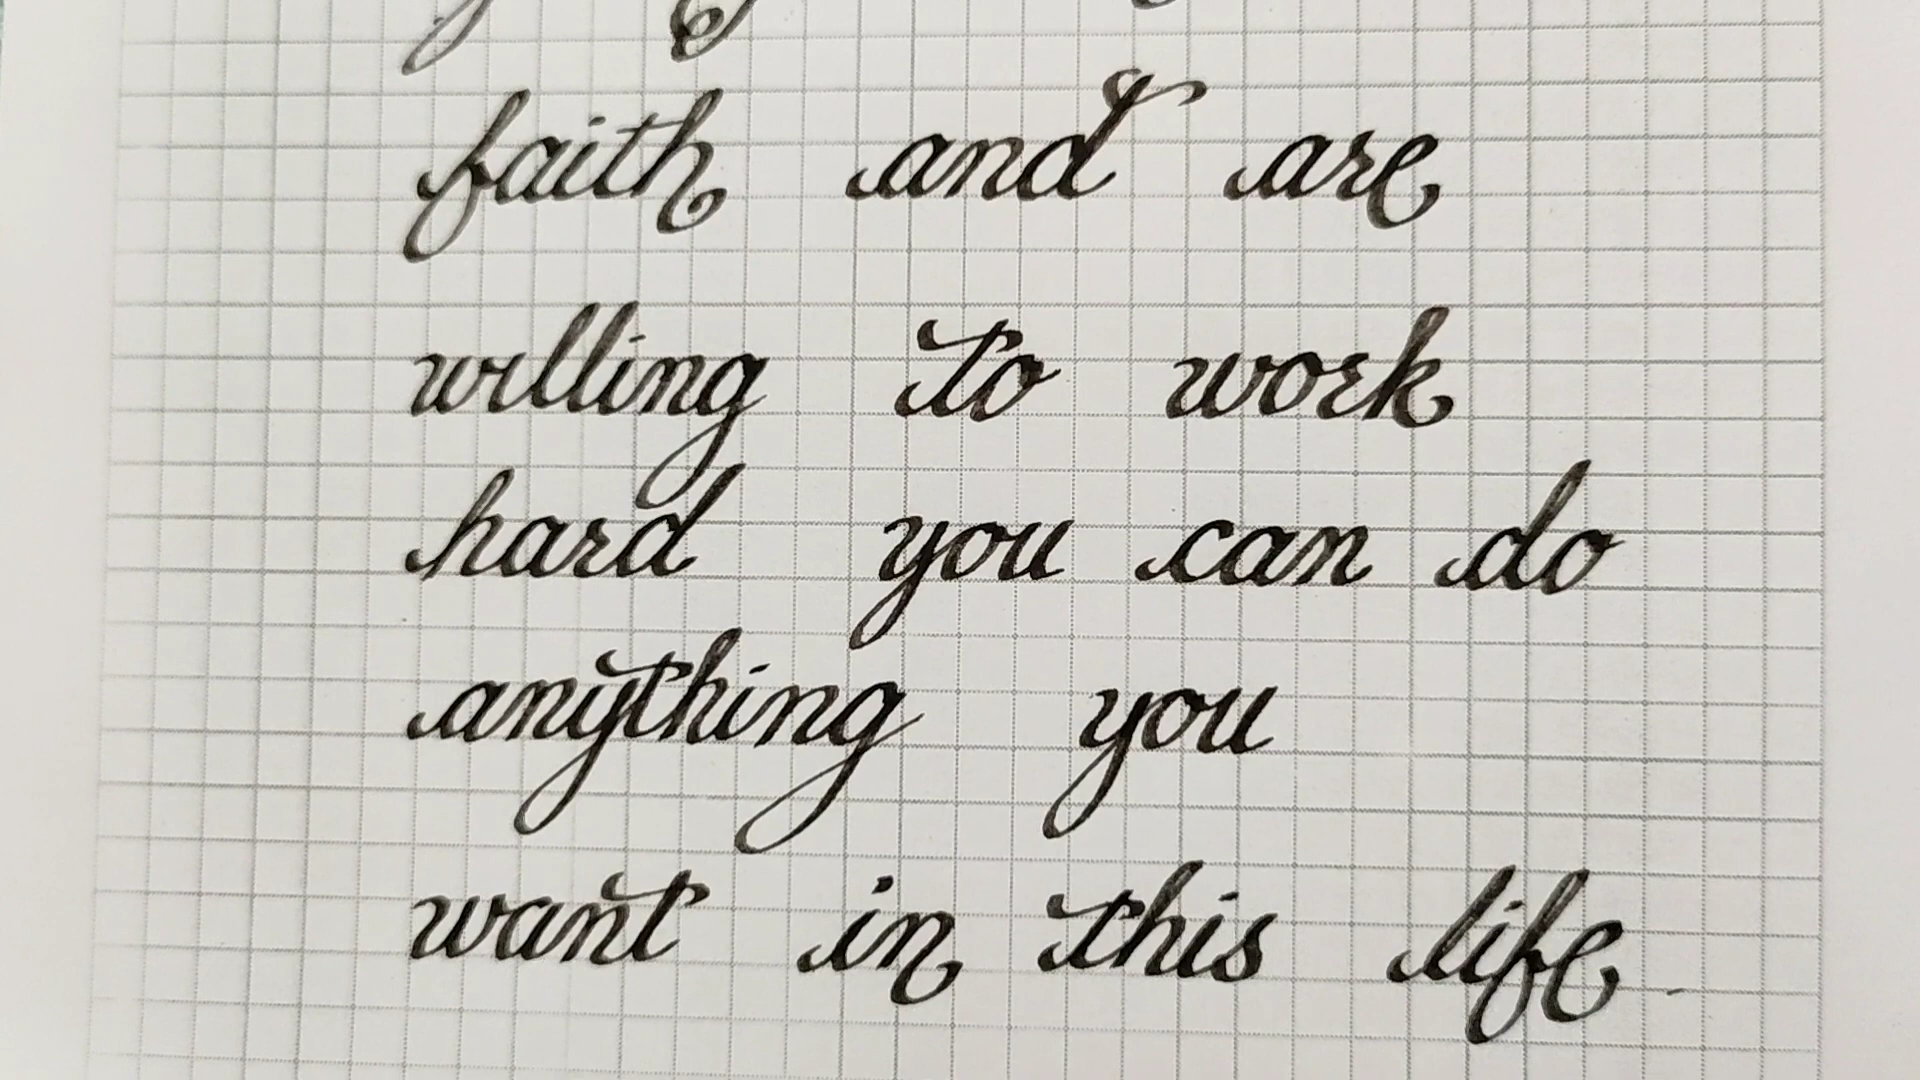 faith and are
willing to work
hard you can do
anything you
want in this life.